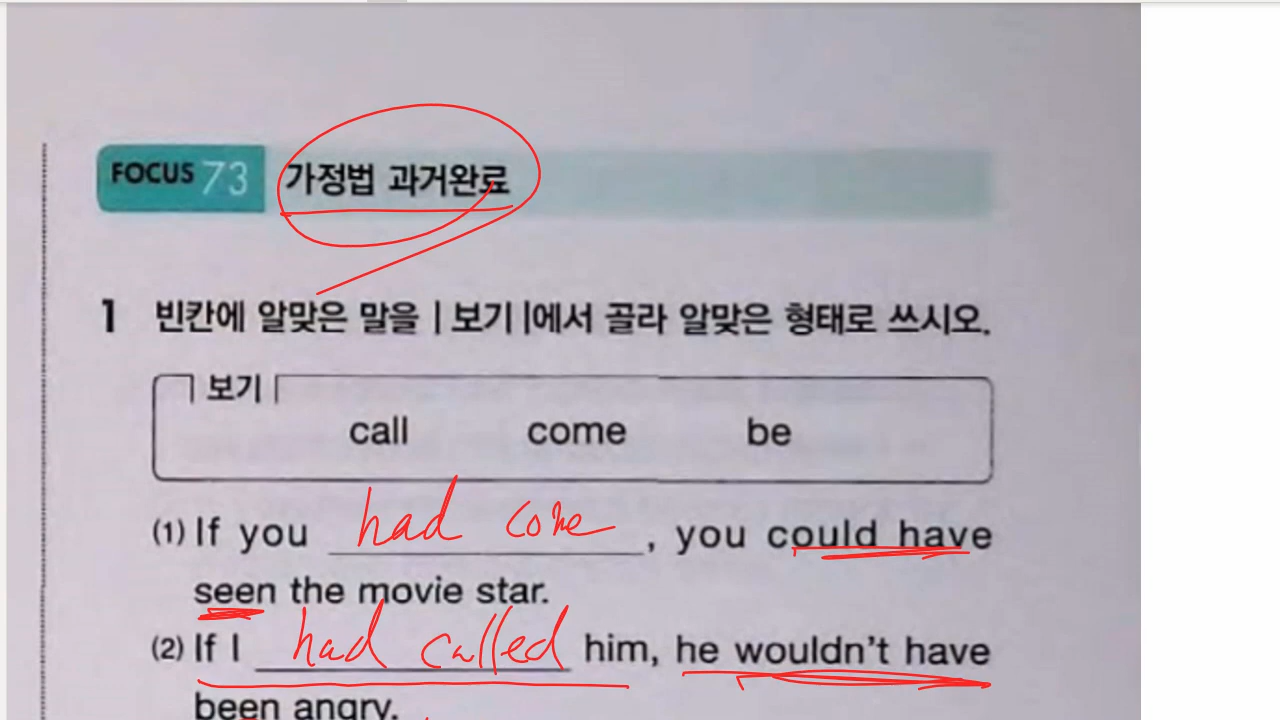 FOCUS 73 가정법 과거완료
1 빈칸에 알맞은 말을 | 보기 |에서 골라 알맞은 형태로 쓰시오.
| 보기 |
call come be
(1) If you had come, you could have
seen the movie star.
(2) If I had called him, he wouldn't have
been angry.